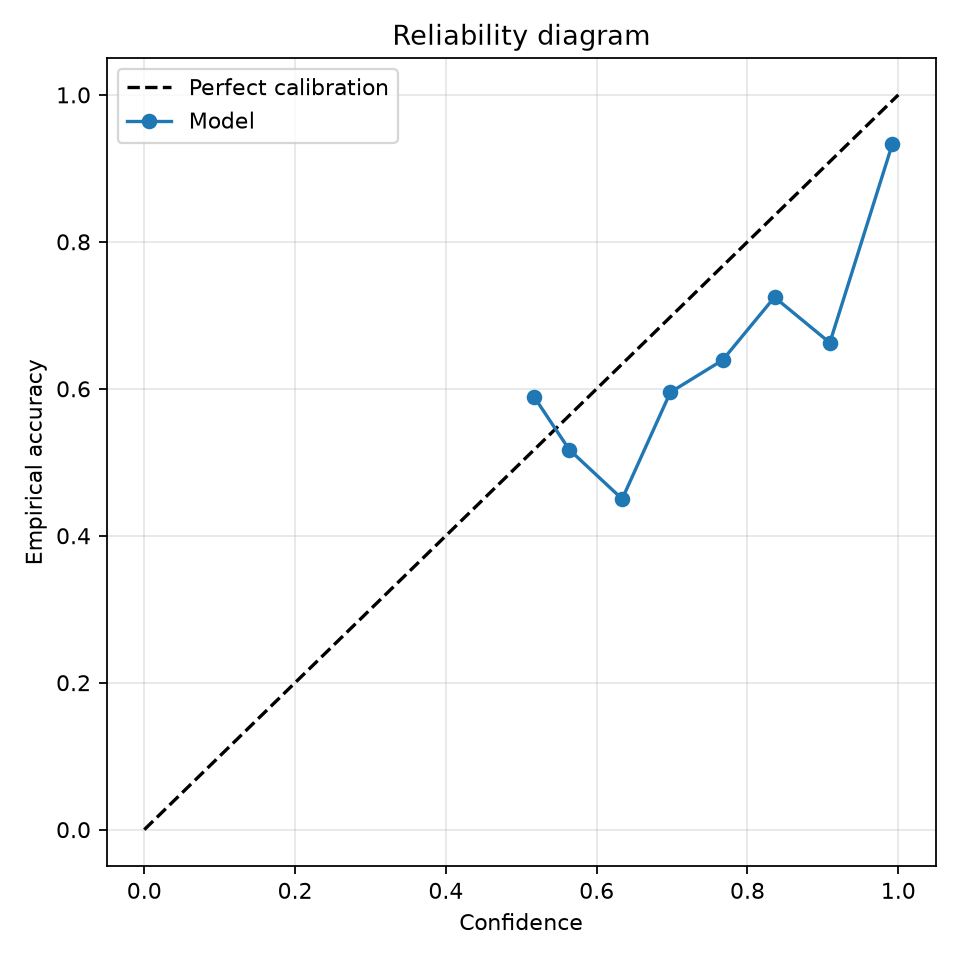 Reliability diagram
Perfect calibration
Model
1.0
0.8
0.6
0.4
0.2
0.0
Empirical accuracy
0.0 0.2 0.4 0.6 0.8 1.0
Confidence